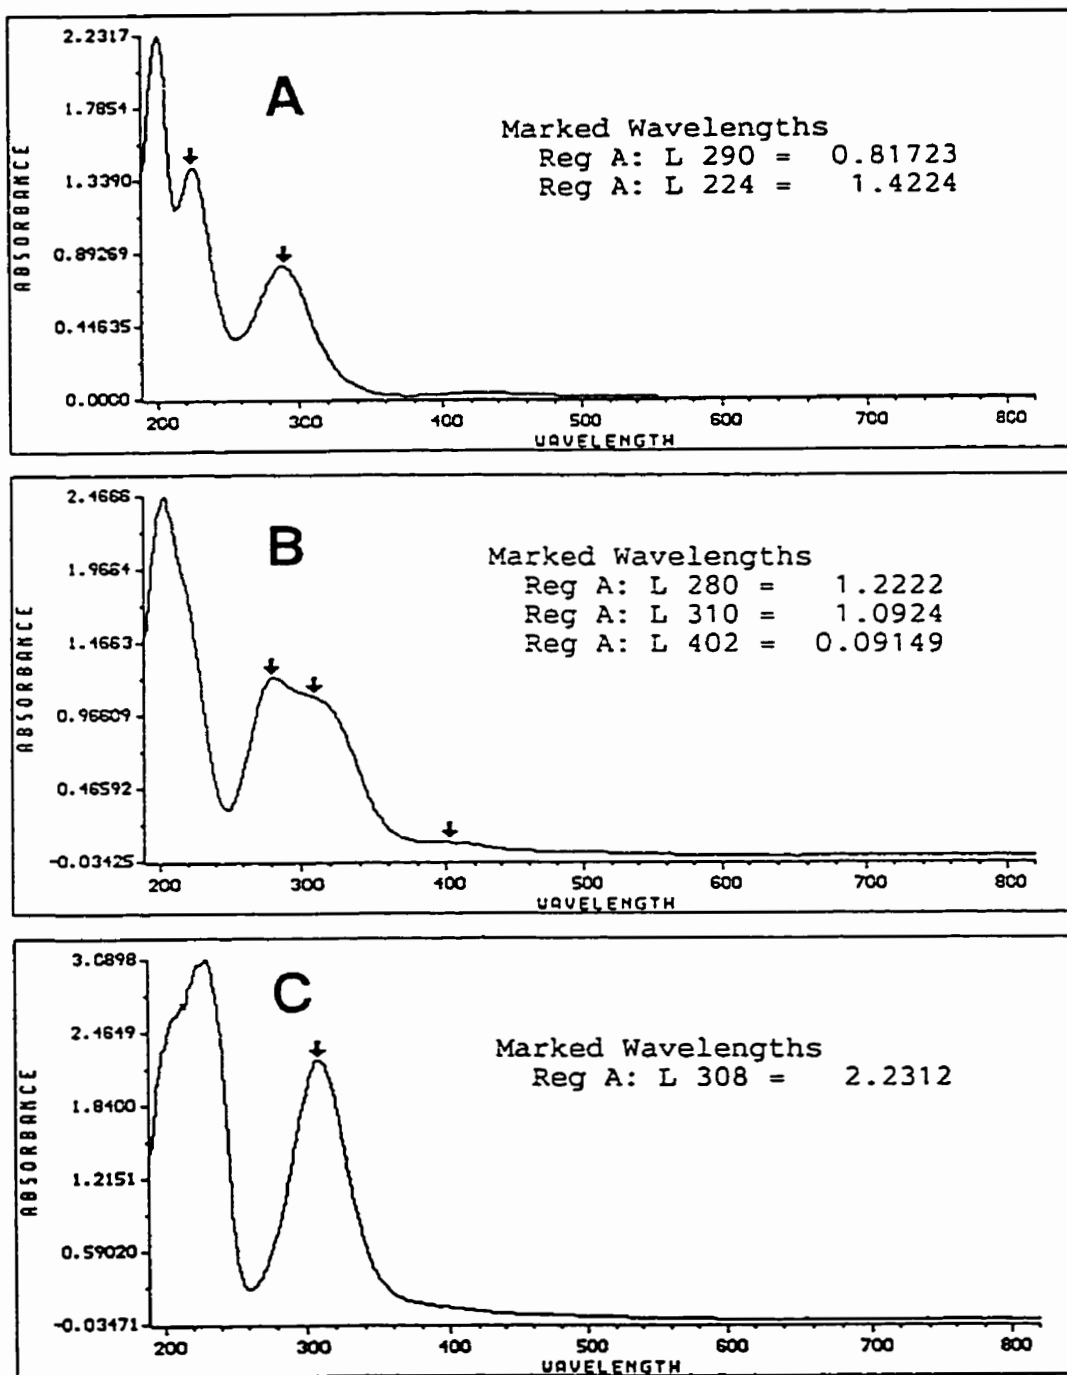 2.2317
A
1.7854
Marked Wavelengths
Reg A: L 290 = 0.81723
Reg A: L 224 = 1.4224
1.3390
0.89269
0.44635
0.0000
ABSORBANCE
200 300 400 500 600 700 800
WAVELENGTH
2.4666
B
1.9664
Marked Wavelengths
Reg A: L 280 = 1.2222
Reg A: L 310 = 1.0924
Reg A: L 402 = 0.09149
1.4663
0.96609
0.46592
-0.03425
ABSORBANCE
200 300 400 500 600 700 800
WAVELENGTH
3.0898
C
2.4649
Marked Wavelengths
Reg A: L 308 = 2.2312
1.8400
1.2151
0.59020
-0.03471
ABSORBANCE
200 300 400 500 600 700 800
WAVELENGTH